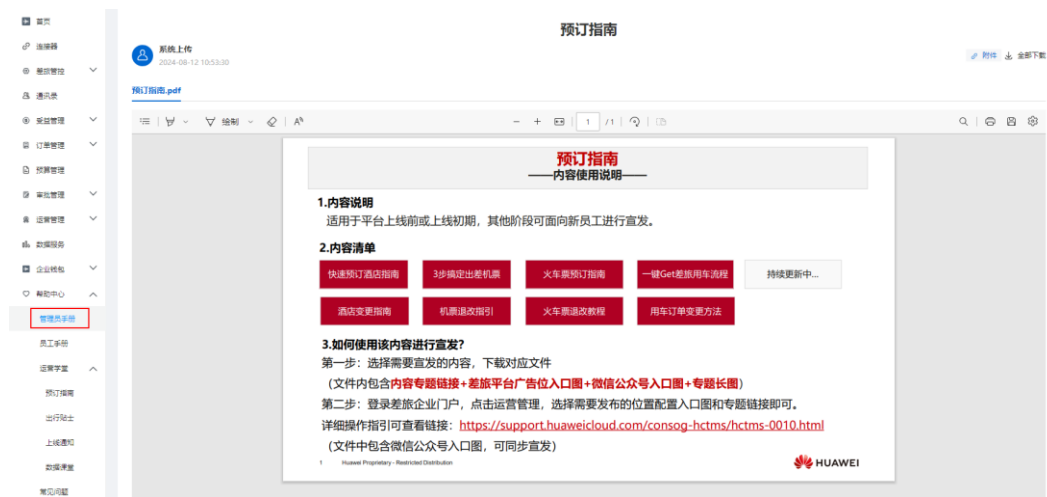 首页
连接器
差旅管控
通讯录
受益管理
订单管理
预算管理
审批管理
运营管理
数据服务
企业钱包
帮助中心
管理员手册
员工手册
运营学堂
预订指南
出行贴士
上线通知
数据课堂
常见问题
预订指南
系统上传
2024-08-12 10:53:30
附件 全部下载
预订指南.pdf
绘制 1 /1
预订指南
——内容使用说明——
1.内容说明
适用于平台上线前或上线初期，其他阶段可面向新员工进行宣发。
2.内容清单
快速预订酒店指南 3步搞定出差机票 火车票预订指南 一键Get差旅用车流程 持续更新中...
酒店变更指南 机票退改指引 火车票退改教程 用车订单变更方法
3.如何使用该内容进行宣发?
第一步：选择需要宣发的内容，下载对应文件
（文件内包含内容专题链接+差旅平台广告位入口图+微信公众号入口图+专题长图）
第二步：登录差旅企业门户，点击运营管理，选择需要发布的位置配置入口图和专题链接即可。
详细操作指引可查看链接：https://support.huaweicloud.com/consog-hctms/hctms-0010.html
（文件中包含微信公众号入口图，可同步宣发）
1 Huawei Proprietary - Restricted Distribution
HUAWEI